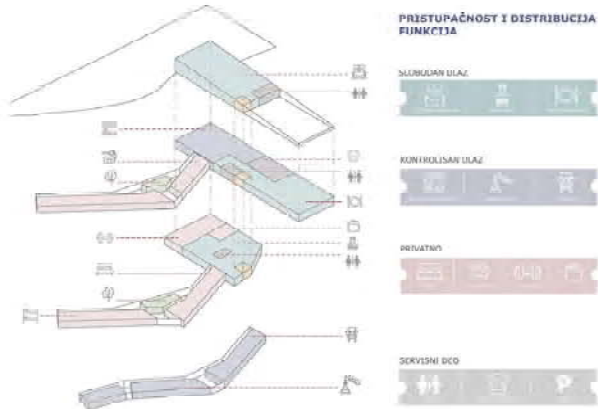 PRISTUPAČNOST I DISTRIBUCIJA
FUNKCIJA
SLOBODAN ULAZ
KONTROLISAN ULAZ
PRIVATNO
SERVISNI DEO
P